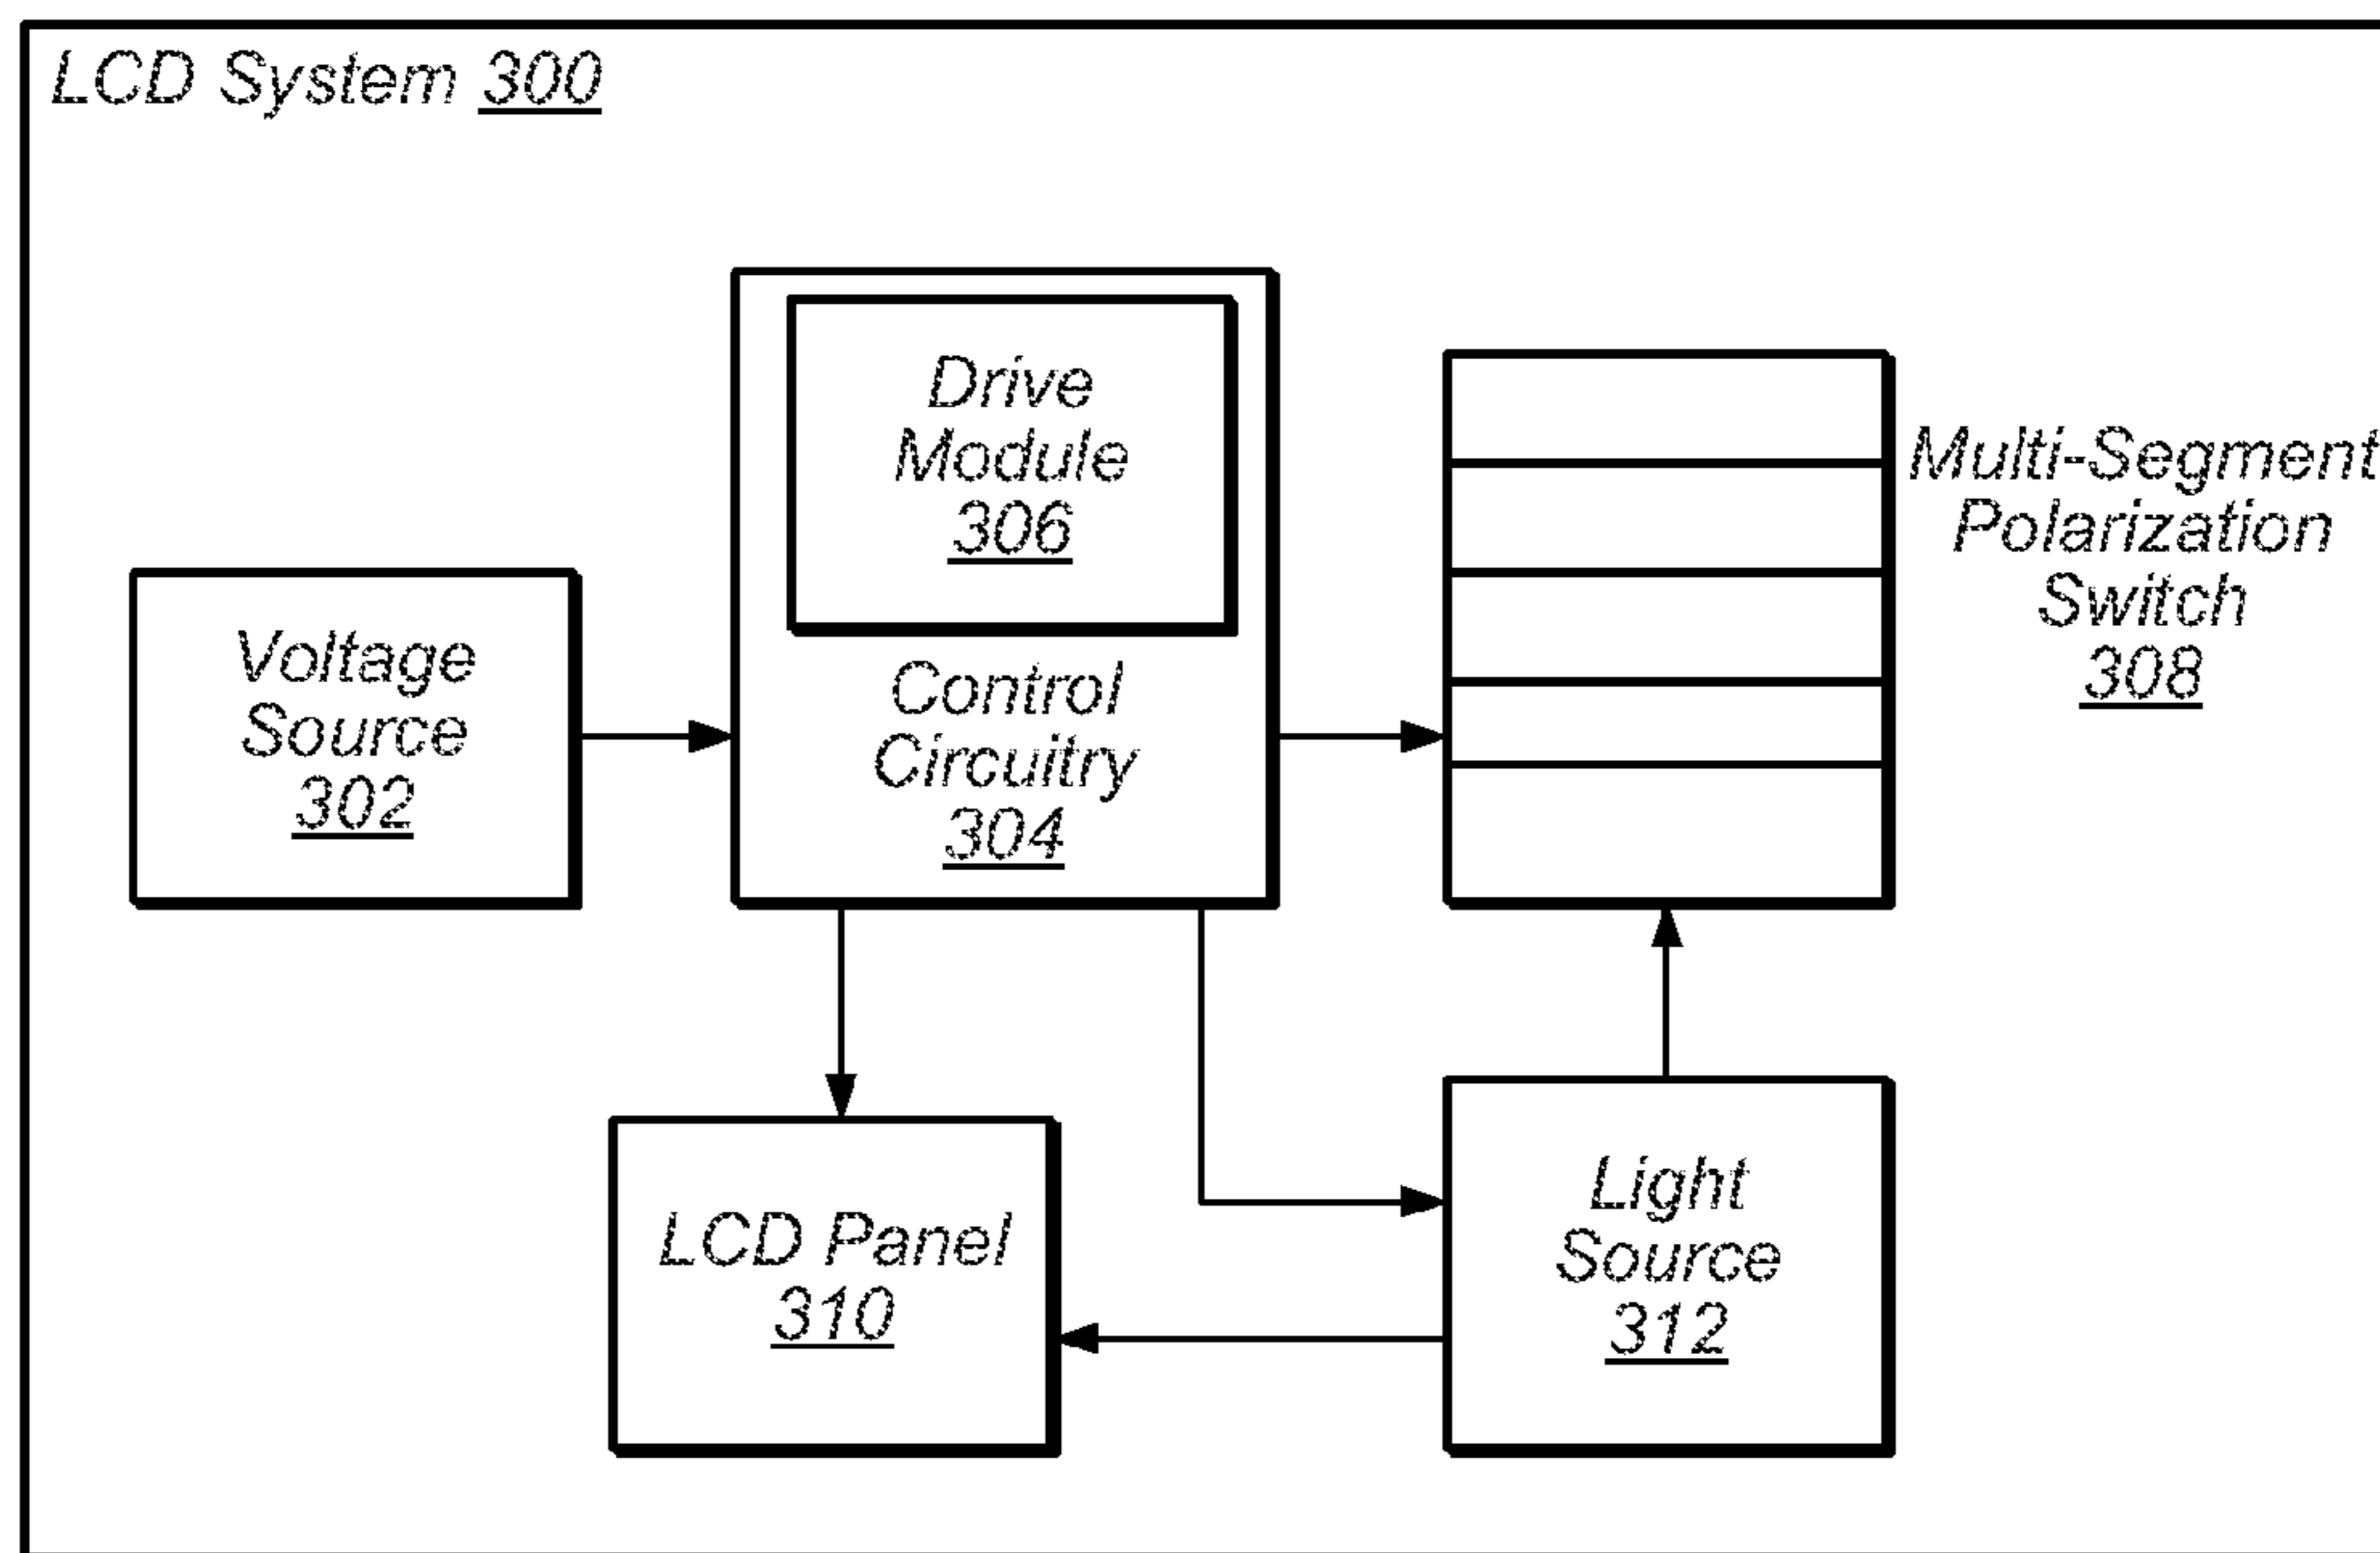 LCD System 300
Drive
Module
306
Control
Circuitry
304
Voltage
Source
302
Multi-Segment
Polarization
Switch
308
LCD Panel
310
Light
Source
312